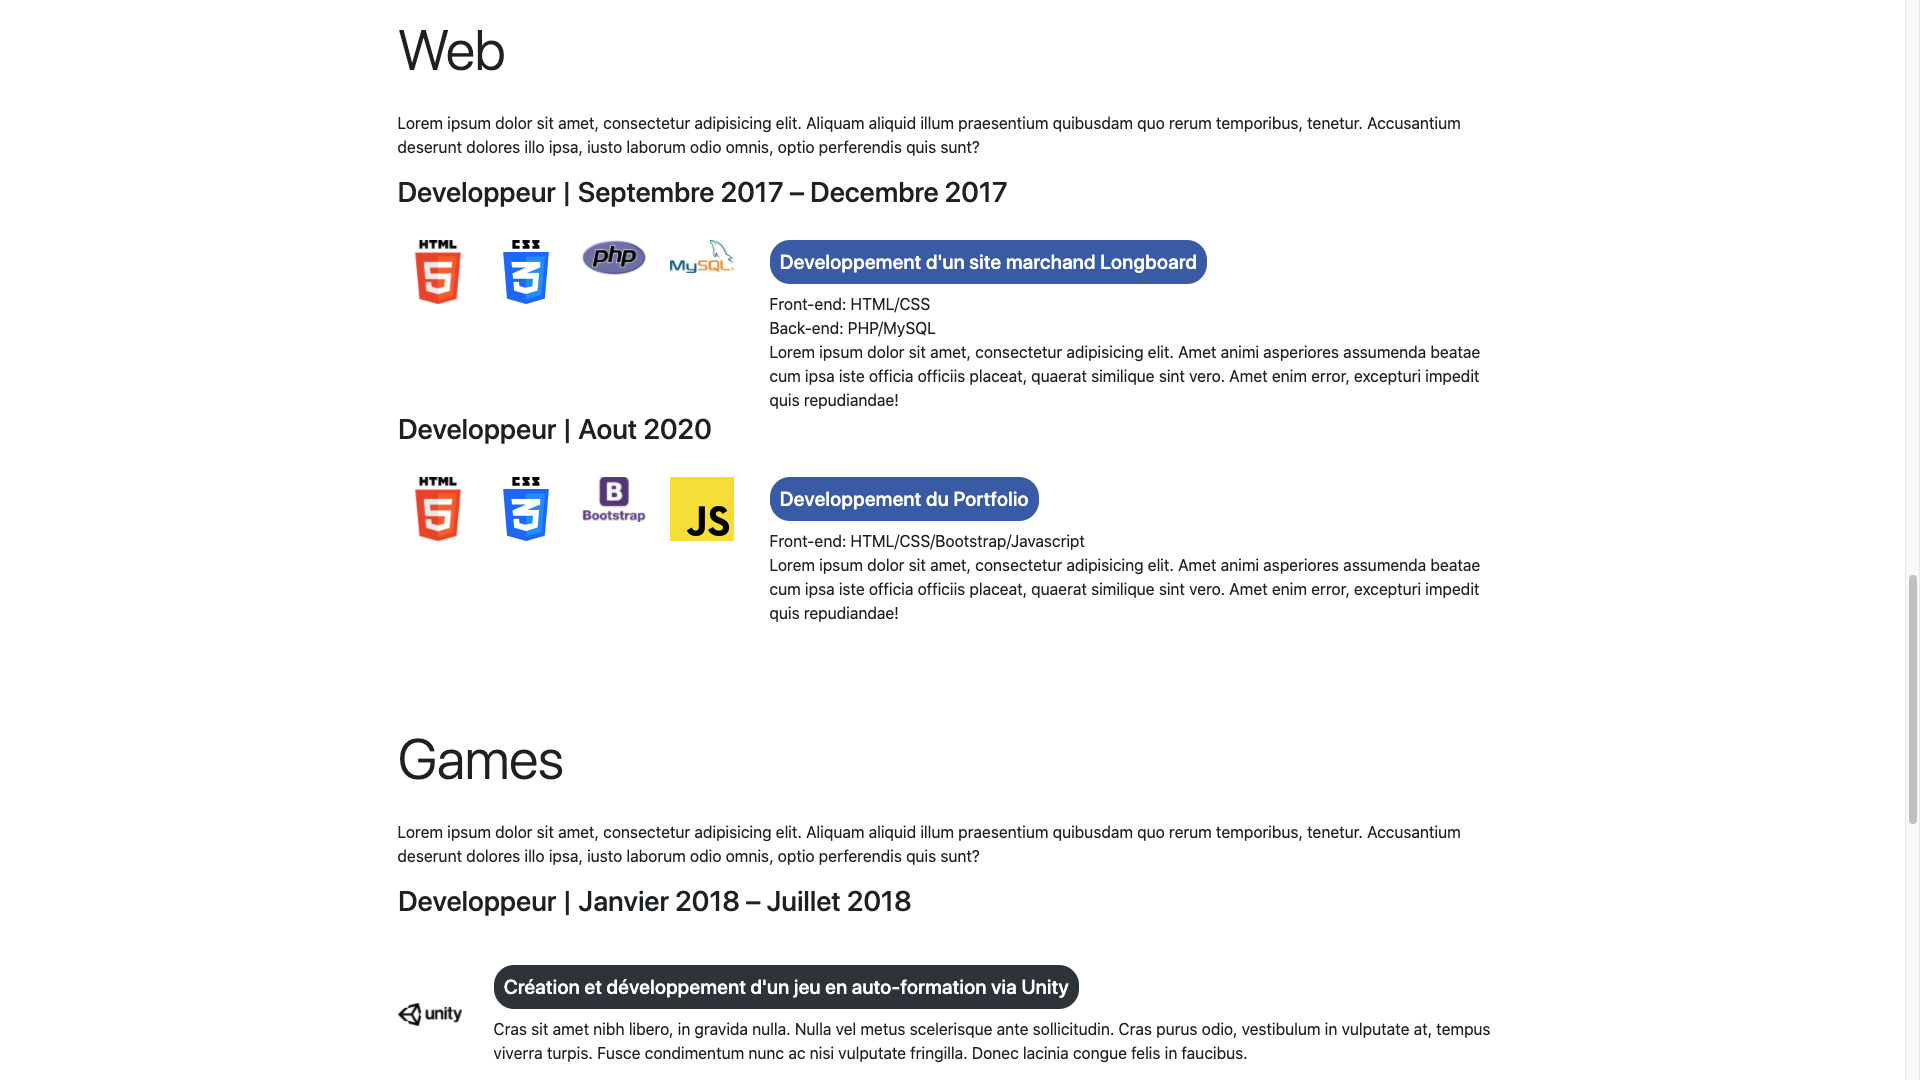 Web
Lorem ipsum dolor sit amet, consectetur adipisicing elit. Aliquam aliquid illum praesentium quibusdam quo rerum temporibus, tenetur. Accusantium
deserunt dolores illo ipsa, iusto laborum odio omnis, optio perferendis quis sunt?
Developpeur | Septembre 2017 – Decembre 2017
HTML 5 CSS 3 php MySQL
Developpement d'un site marchand Longboard
Front-end: HTML/CSS
Back-end: PHP/MySQL
Lorem ipsum dolor sit amet, consectetur adipisicing elit. Amet animi asperiores assumenda beatae
cum ipsa iste officia officiis placeat, quaerat similique sint vero. Amet enim error, excepturi impedit
quis repudiandae!
Developpeur | Aout 2020
HTML 5 CSS 3 B Bootstrap JS
Developpement du Portfolio
Front-end: HTML/CSS/Bootstrap/Javascript
Lorem ipsum dolor sit amet, consectetur adipisicing elit. Amet animi asperiores assumenda beatae
cum ipsa iste officia officiis placeat, quaerat similique sint vero. Amet enim error, excepturi impedit
quis repudiandae!
Games
Lorem ipsum dolor sit amet, consectetur adipisicing elit. Aliquam aliquid illum praesentium quibusdam quo rerum temporibus, tenetur. Accusantium
deserunt dolores illo ipsa, iusto laborum odio omnis, optio perferendis quis sunt?
Developpeur | Janvier 2018 – Juillet 2018
unity
Création et développement d'un jeu en auto-formation via Unity
Cras sit amet nibh libero, in gravida nulla. Nulla vel metus scelerisque ante sollicitudin. Cras purus odio, vestibulum in vulputate at, tempus
viverra turpis. Fusce condimentum nunc ac nisi vulputate fringilla. Donec lacinia congue felis in faucibus.